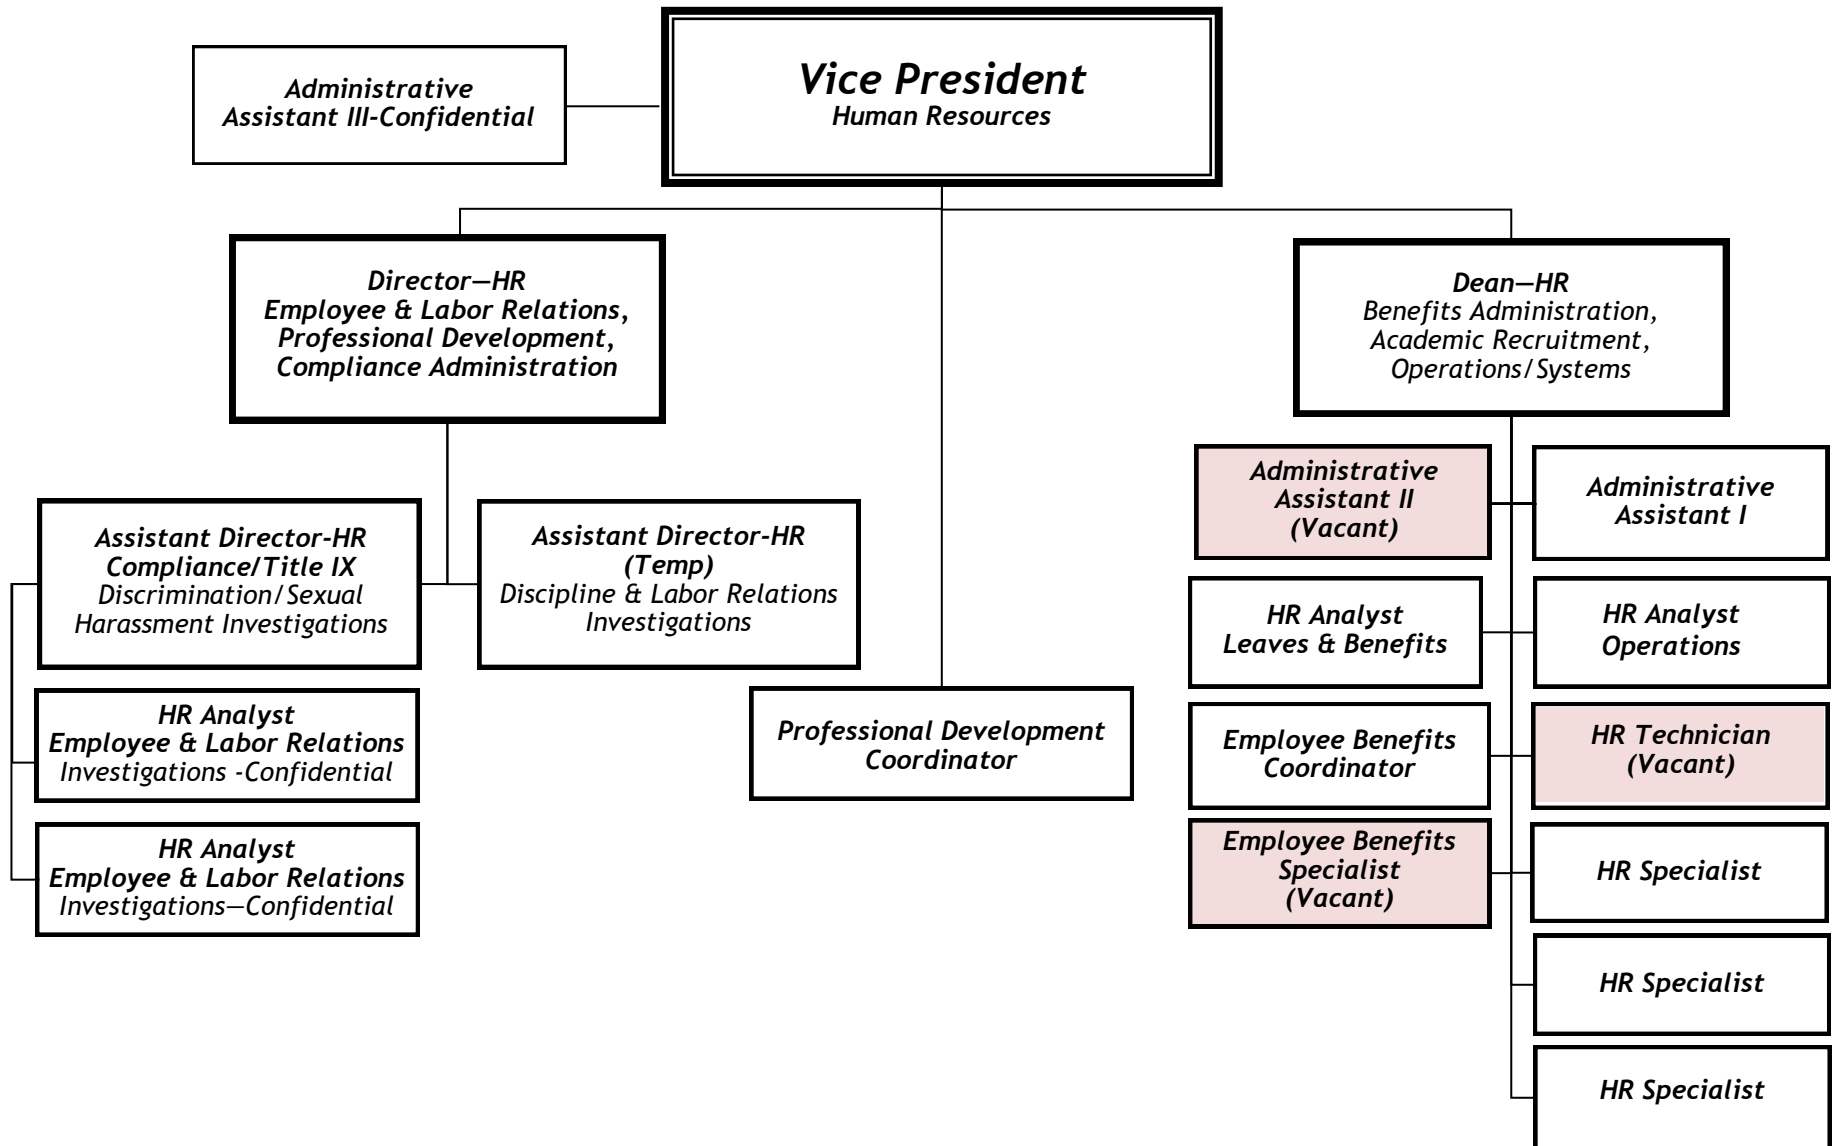 Administrative
Assistant III-Confidential
Vice President
Human Resources
Director—HR
Employee & Labor Relations,
Professional Development,
Compliance Administration
Dean—HR
Benefits Administration,
Academic Recruitment,
Operations/Systems
Assistant Director-HR
Compliance/Title IX
Discrimination/Sexual
Harassment Investigations
Assistant Director-HR
(Temp)
Discipline & Labor Relations
Investigations
HR Analyst
Employee & Labor Relations
Investigations -Confidential
HR Analyst
Employee & Labor Relations
Investigations—Confidential
Professional Development
Coordinator
Administrative
Assistant II
(Vacant)
Administrative
Assistant I
HR Analyst
Leaves & Benefits
HR Analyst
Operations
Employee Benefits
Coordinator
HR Technician
(Vacant)
Employee Benefits
Specialist
(Vacant)
HR Specialist
HR Specialist
HR Specialist